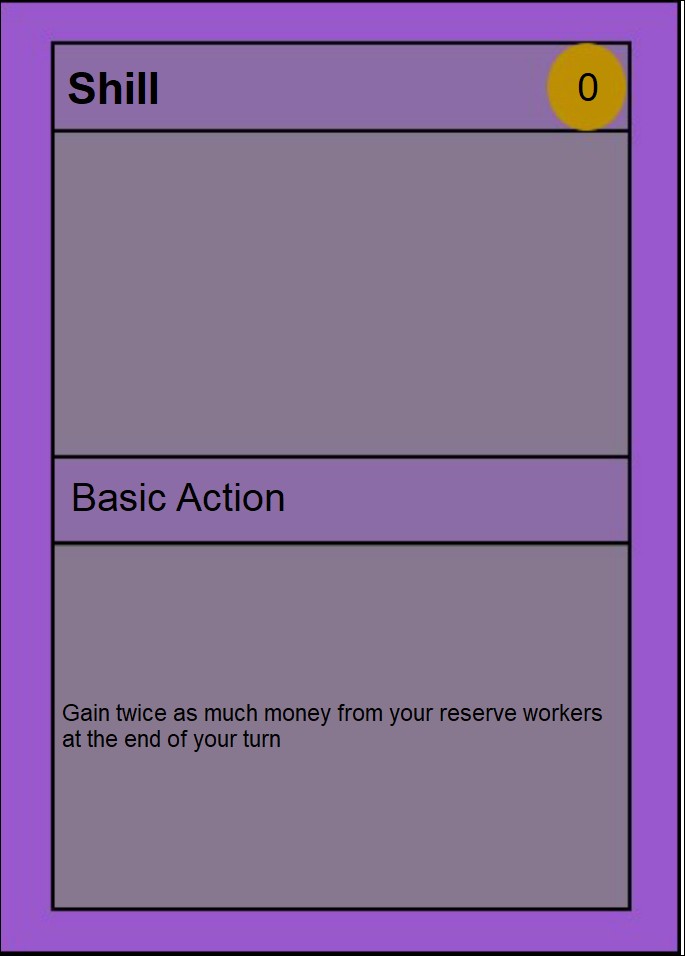 Shill
0
Basic Action
Gain twice as much money from your reserve workers
at the end of your turn